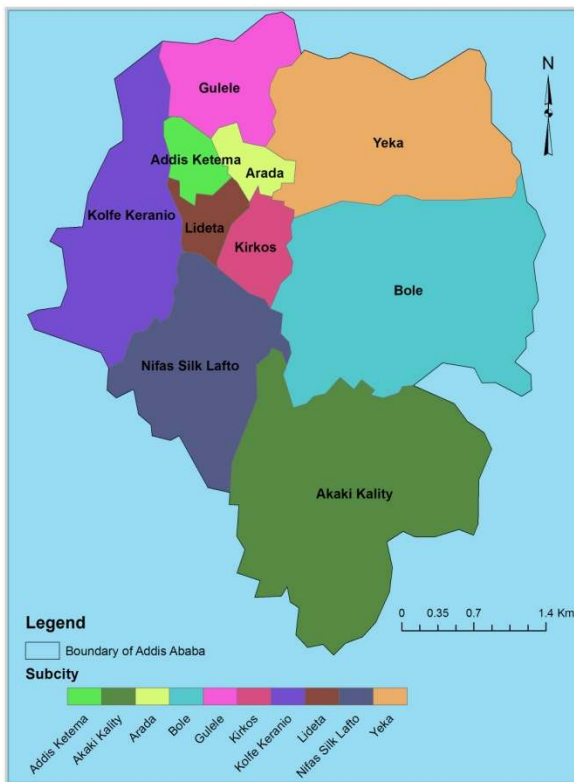 N
Gulele
Yeka
Addis Ketema
Arada
Kolfe Keranio
Lideta
Kirkos
Bole
Nifas Silk Lafto
Akaki Kality
Legend
0 0.35 0.7 1.4 Km
Boundary of Addis Ababa
Subcity
Addis Ketema
Akaki Kality
Arada
Bole
Gulele
Kirkos
Kolfe Keranio
Lideta
Nifas Silk Lafto
Yeka